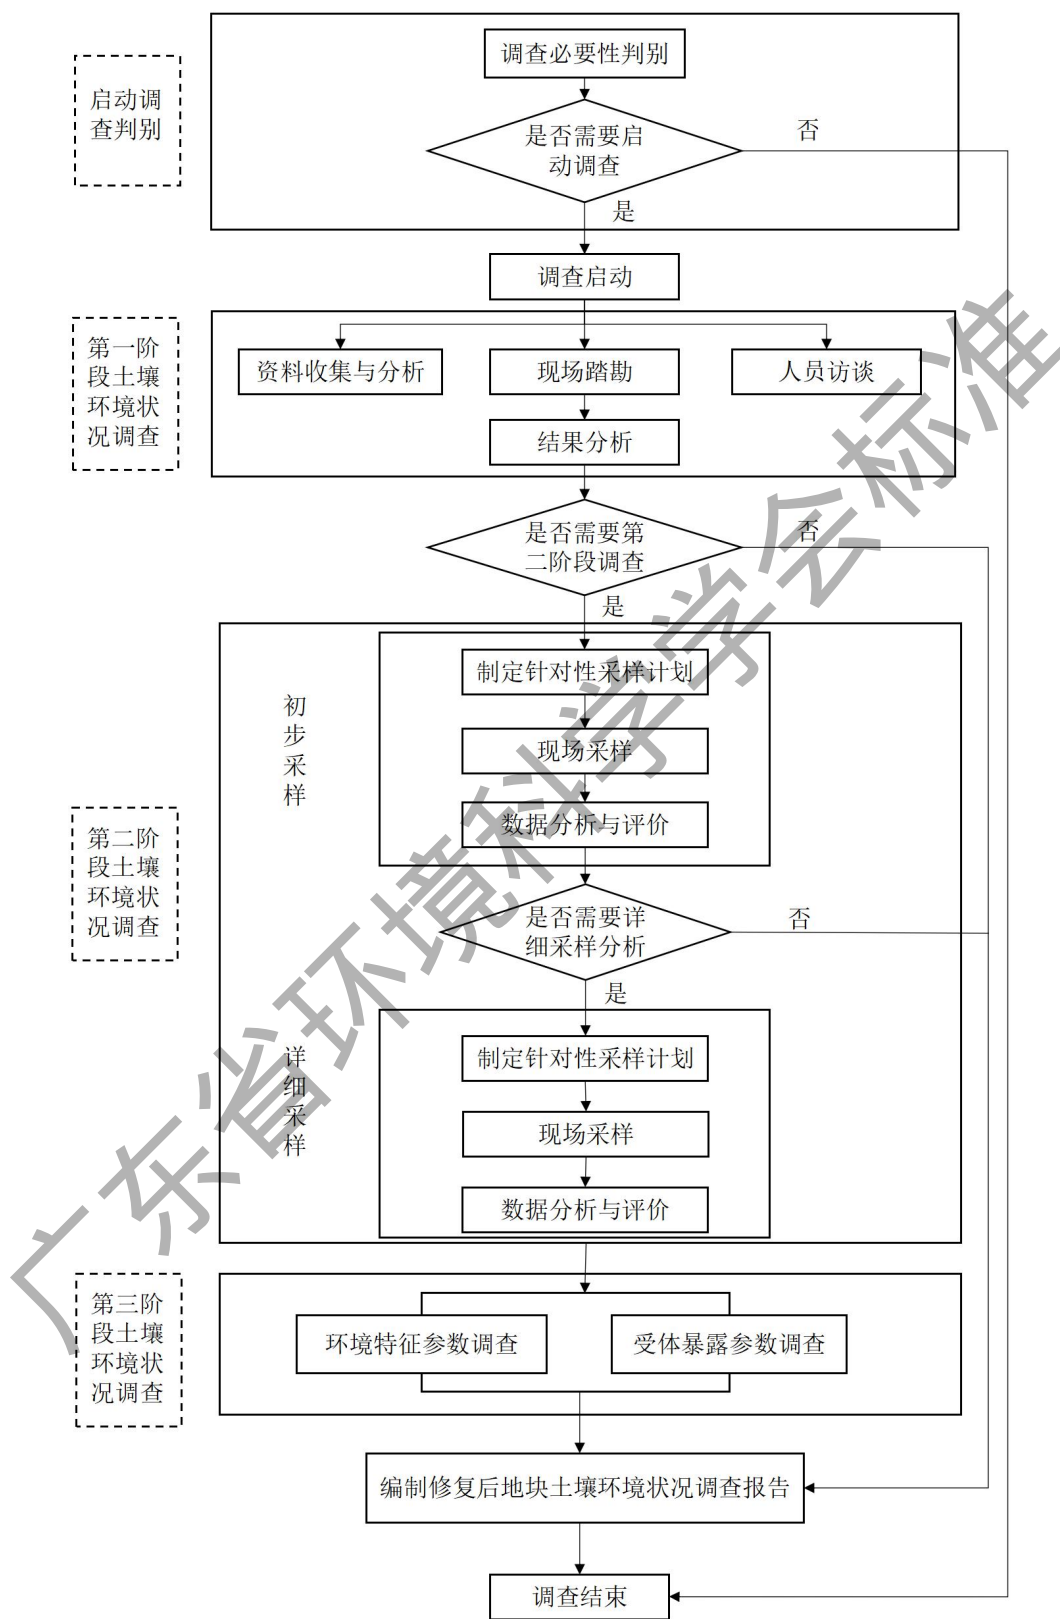 调查必要性判别
启动调
查判别
是否需要启
动调查
否
是
调查启动
第一阶
段土壤
环境状
况调查
资料收集与分析
现场踏勘
人员访谈
结果分析
是否需要第
二阶段调查
否
是
初
步
采
样
制定针对性采样计划
现场采样
数据分析与评价
第二阶
段土壤
环境状
况调查
是否需要详
细采样分析
否
是
详
细
采
样
制定针对性采样计划
现场采样
数据分析与评价
第三阶
段土壤
环境状
况调查
环境特征参数调查
受体暴露参数调查
编制修复后地块土壤环境状况调查报告
调查结束
广东省环境科学学会标准